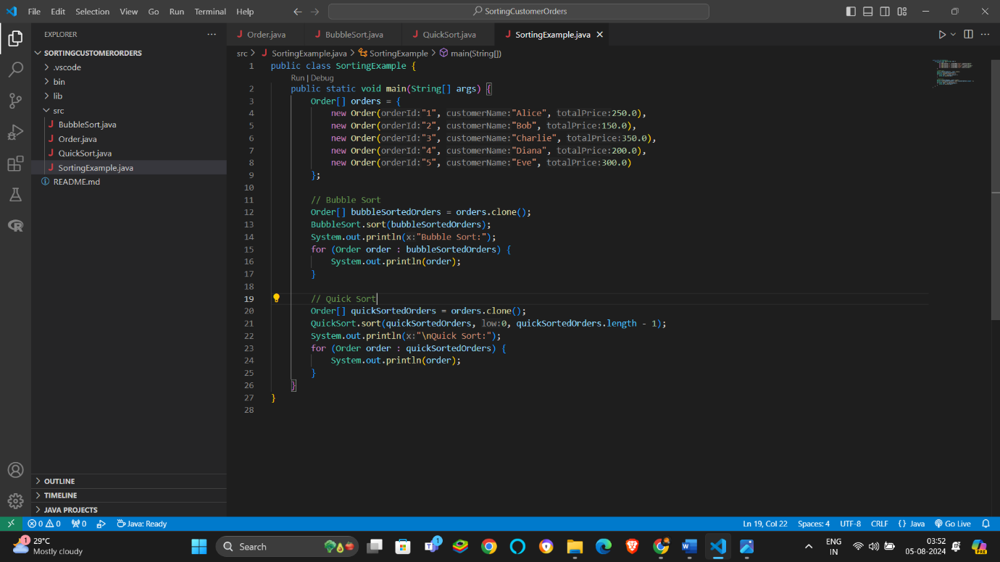 File Edit Selection View Go Run Terminal Help
SortingCustomerOrders
EXPLORER
SORTINGCUSTOMERORDERS
.vscode
bin
lib
src
BubbleSort.java
Order.java
QuickSort.java
SortingExample.java
README.md
OUTLINE
TIMELINE
JAVA PROJECTS
Order.java BubbleSort.java QuickSort.java SortingExample.java
src > SortingExample.java > SortingExample > main(String[])
1 public class SortingExample {
Run | Debug
2 public static void main(String[] args) {
3 Order[] orders = {
4 new Order(orderId:"1", customerName:"Alice", totalPrice:250.0),
5 new Order(orderId:"2", customerName:"Bob", totalPrice:150.0),
6 new Order(orderId:"3", customerName:"Charlie", totalPrice:350.0),
7 new Order(orderId:"4", customerName:"Diana", totalPrice:200.0),
8 new Order(orderId:"5", customerName:"Eve", totalPrice:300.0)
9 };
10
11 // Bubble Sort
12 Order[] bubbleSortedOrders = orders.clone();
13 BubbleSort.sort(bubbleSortedOrders);
14 System.out.println(x:"Bubble Sort:");
15 for (Order order : bubbleSortedOrders) {
16 System.out.println(order);
17 }
18
19 // Quick Sort
20 Order[] quickSortedOrders = orders.clone();
21 QuickSort.sort(quickSortedOrders, low:0, quickSortedOrders.length - 1);
22 System.out.println(x:"\nQuick Sort:");
23 for (Order order : quickSortedOrders) {
24 System.out.println(order);
25 }
26 }
27 }
28
0 0 0 Java: Ready
Ln 19, Col 22 Spaces: 4 UTF-8 CRLF {} Java Go Live
1
29°C
Mostly cloudy
Search
1
ENG
IN
03:52
05-08-2024
PRE